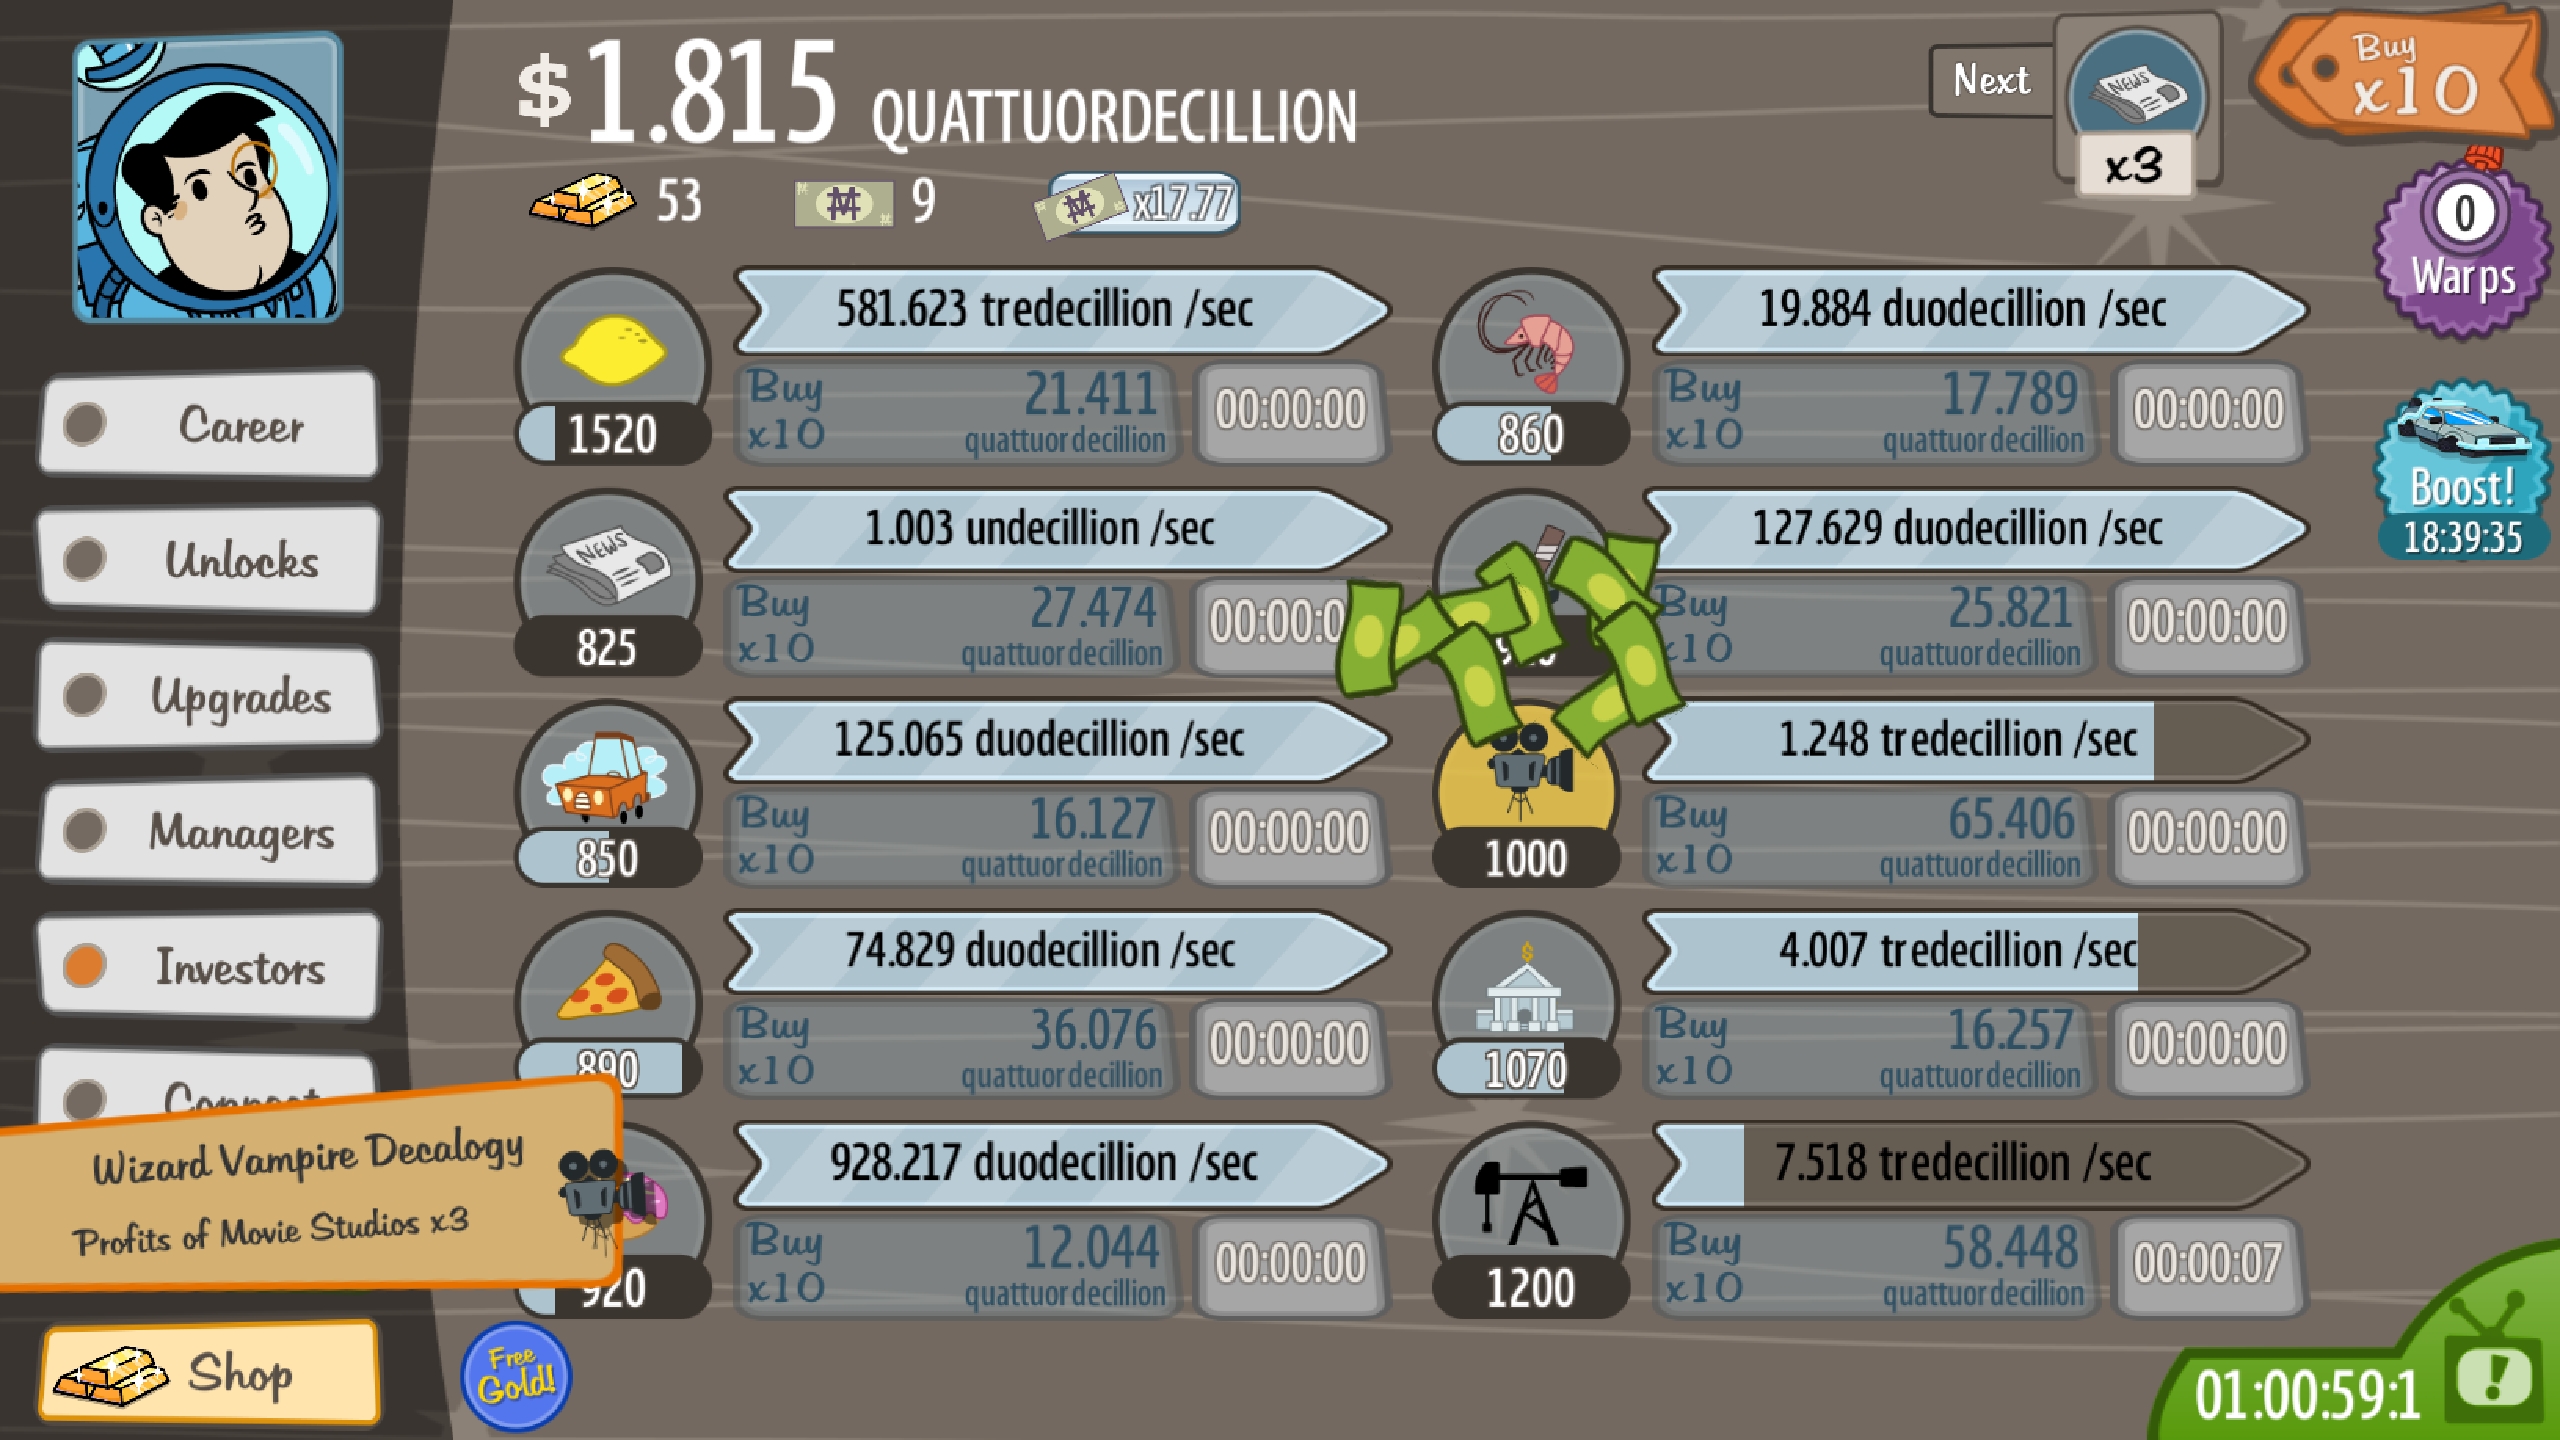 $1.815 QUATTUORDECILLION
Next
x3
Buy
x10
53
9
x17.77
0
Warps
Boost!
18:39:35
Career
Unlocks
Upgrades
Managers
Investors
Wizard Vampire Decalogy
Profits of Movie Studios x3
Shop
Free
Gold!
581.623 tredecillion /sec
1520
Buy
x10
21.411
quattuordecillion
00:00:00
NEWS
1.003 undecillion /sec
825
Buy
x10
27.474
quattuordecillion
125.065 duodecillion /sec
850
Buy
x10
16.127
quattuordecillion
00:00:00
74.829 duodecillion /sec
890
Buy
x10
36.076
quattuordecillion
00:00:00
928.217 duodecillion /sec
920
Buy
x10
12.044
quattuordecillion
00:00:00
19.884 duodecillion /sec
860
Buy
x10
17.789
quattuordecillion
00:00:00
127.629 duodecillion /sec
Buy
x10
25.821
quattuordecillion
00:00:00
1.248 tredecillion /sec
1000
Buy
x10
65.406
quattuordecillion
00:00:00
4.007 tredecillion /sec
1070
Buy
x10
16.257
quattuordecillion
00:00:00
7.518 tredecillion /sec
1200
Buy
x10
58.448
quattuordecillion
00:00:07
01:00:59:1